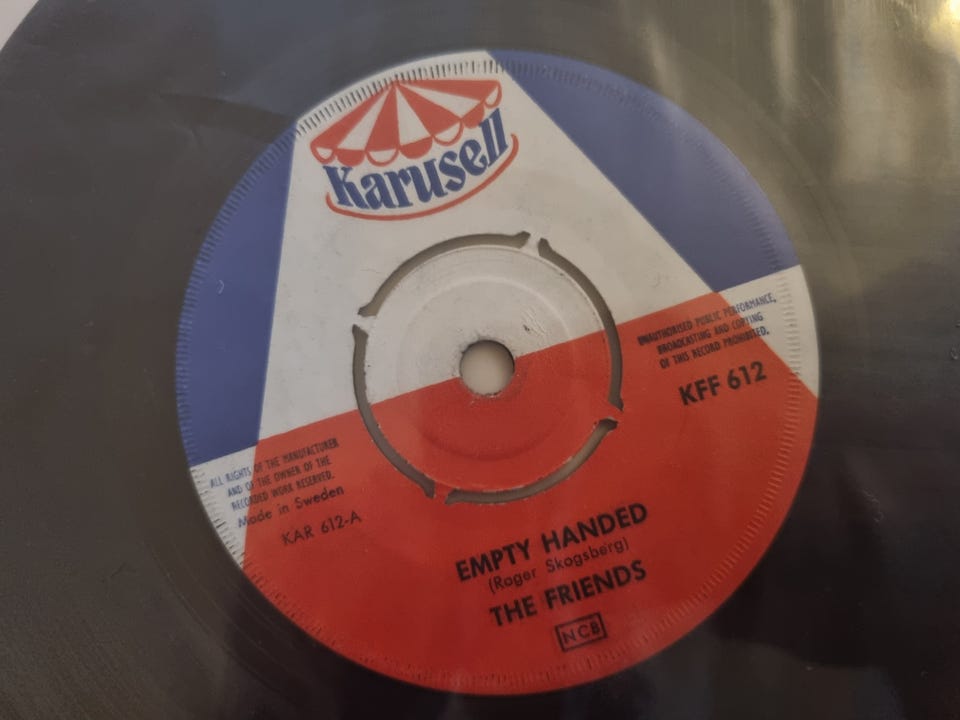 Karusell
UNAUTHORISED PUBLIC PERFORMANCE,
BROADCASTING AND COPYING
OF THIS RECORD PROHIBITED.
KFF 612
ALL RIGHTS OF THE MANUFACTURER
AND OF THE OWNER OF THE
RECORDED WORK RESERVED.
Made in Sweden
KAR 612-A
EMPTY HANDED
(Roger Skogsberg)
THE FRIENDS
NCB